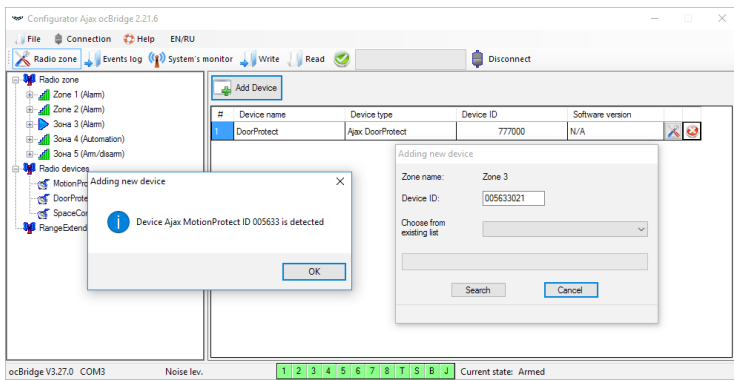 Configurator Ajax ocBridge 2.21.6
File Connection Help EN/RU
Radio zone Events log System's monitor Write Read Disconnect
Radio zone
Zone 1 (Alarm)
Zone 2 (Alarm)
Зона 3 (Alarm)
Зона 4 (Automation)
Зона 5 (Arm/disarm)
Radio devices
MotionPro
DoorProte
SpaceCor
RangeExtend
Add Device
# Device name Device type Device ID Software version
1 DoorProtect Ajax DoorProtect 777000 N/A
Adding new device
Device Ajax MotionProtect ID 005633 is detected
OK
Adding new device
Zone name: Zone 3
Device ID: 005633021
Choose from
existing list
Search Cancel
ocBridge V3.27.0 COM3 Noise lev. 1 2 3 4 5 6 7 8 T S B J Current state: Armed